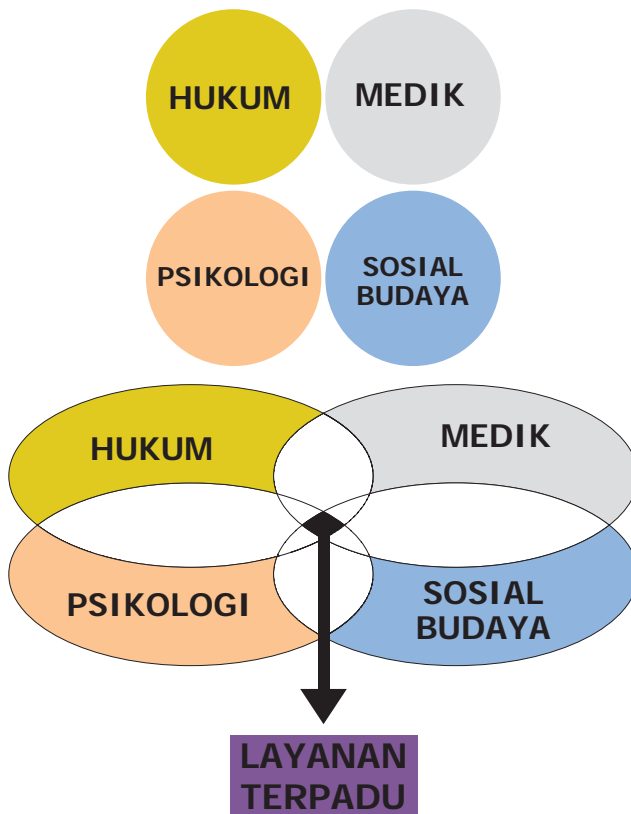 HUKUM
MEDIK
PSIKOLOGI
SOSIAL
BUDAYA
HUKUM
MEDIK
PSIKOLOGI
SOSIAL
BUDAYA
LAYANAN
TERPADU